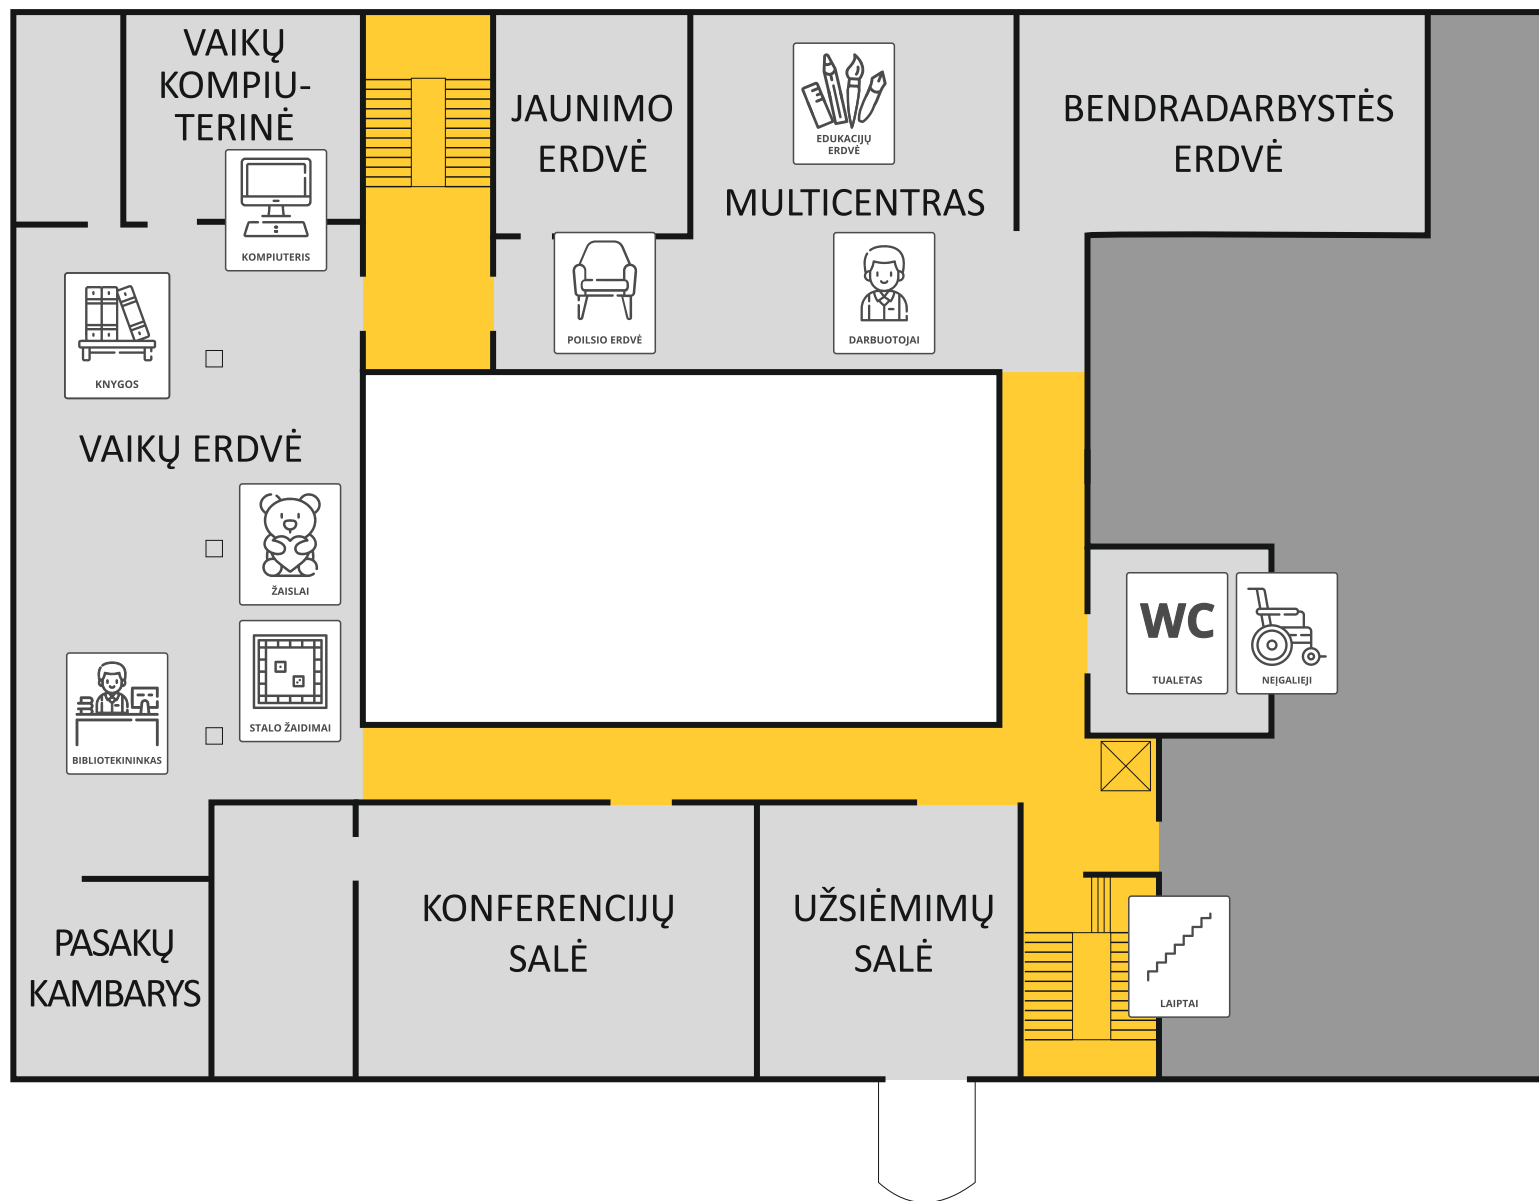 VAIKŲ
KOMPIU-
TERINĖ
KOMPIUTERIS
JAUNIMO
ERDVĖ
POILSIO ERDVĖ
EDUKACIJŲ
ERDVĖ
MULTICENTRAS
DARBUOTOJAI
BENDRADARBYSTĖS
ERDVĖ
KNYGOS
VAIKŲ ERDVĖ
ŽAISLAI
STALO ŽAIDIMAI
BIBLIOTEKININKAS
WC
TUALETAS
NEĮGALIEJI
PASAKŲ
KAMBARYS
KONFERENCIJŲ
SALĖ
UŽSIĖMIMŲ
SALĖ
LAIPTAI